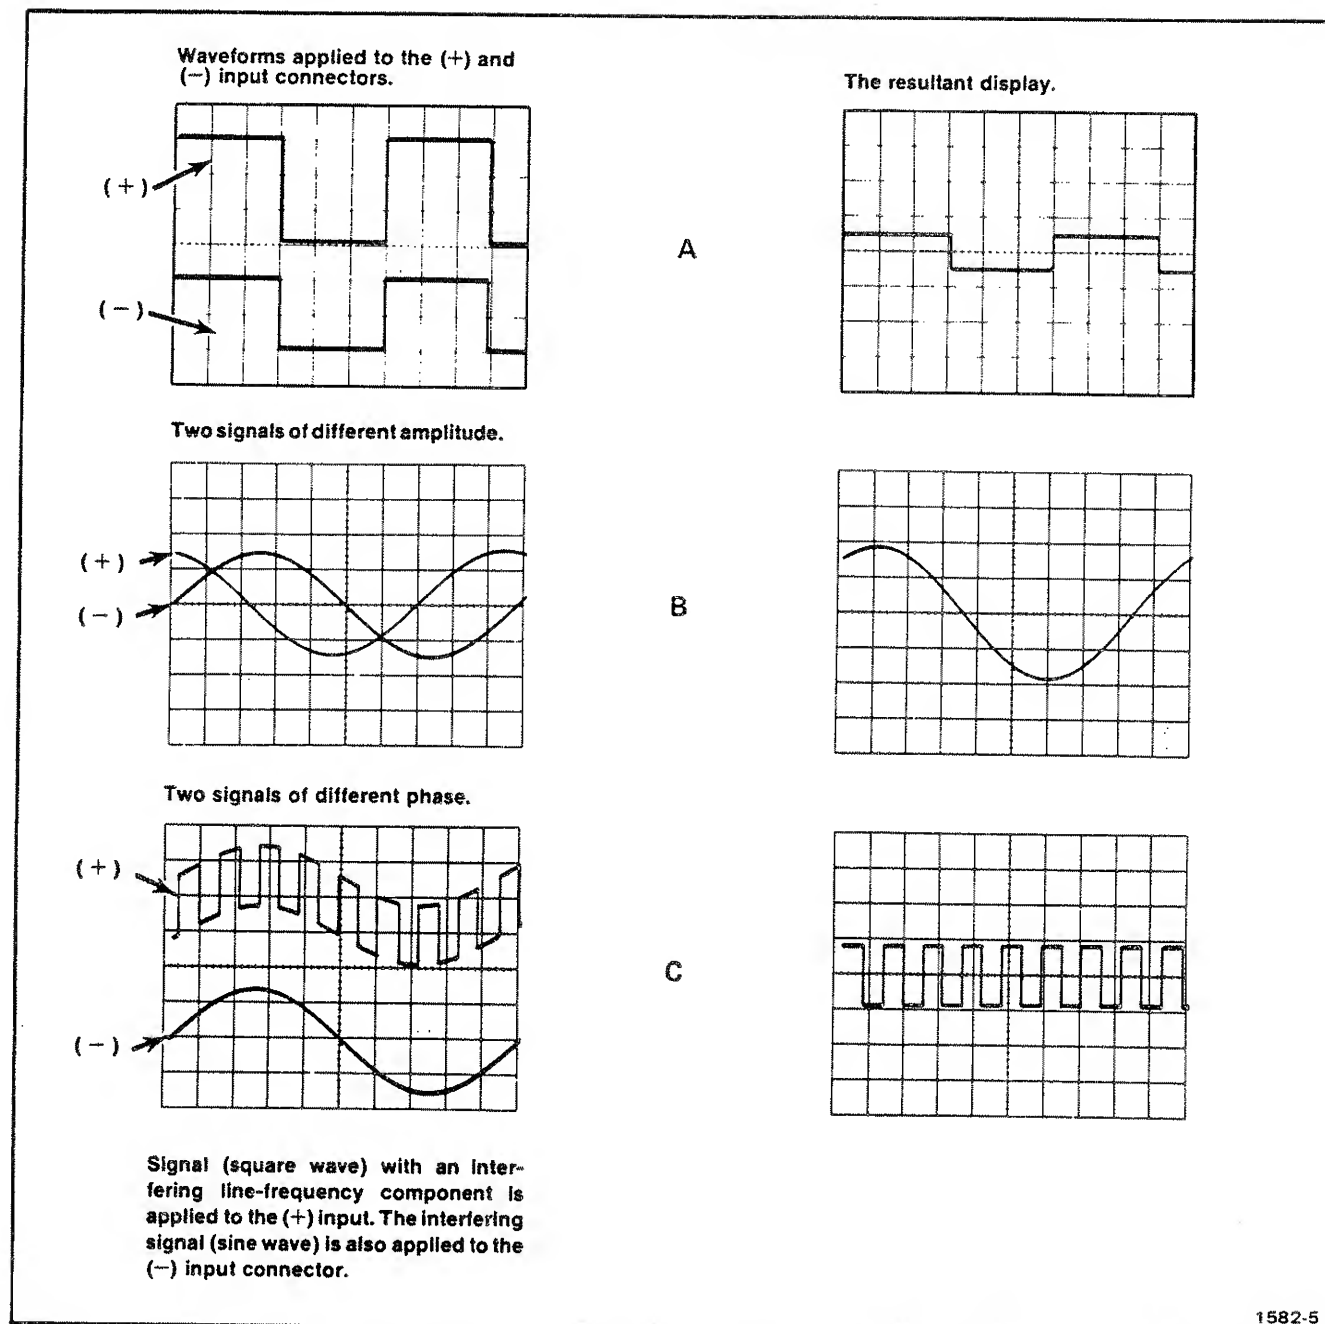 Waveforms applied to the (+) and
(−) input connectors.
The resultant display.
(+)
(−)
A
Two signals of different amplitude.
(+)
(−)
B
Two signals of different phase.
(+)
(−)
C
Signal (square wave) with an inter-
fering line-frequency component is
applied to the (+) input. The interfering
signal (sine wave) is also applied to the
(−) input connector.
1582-5